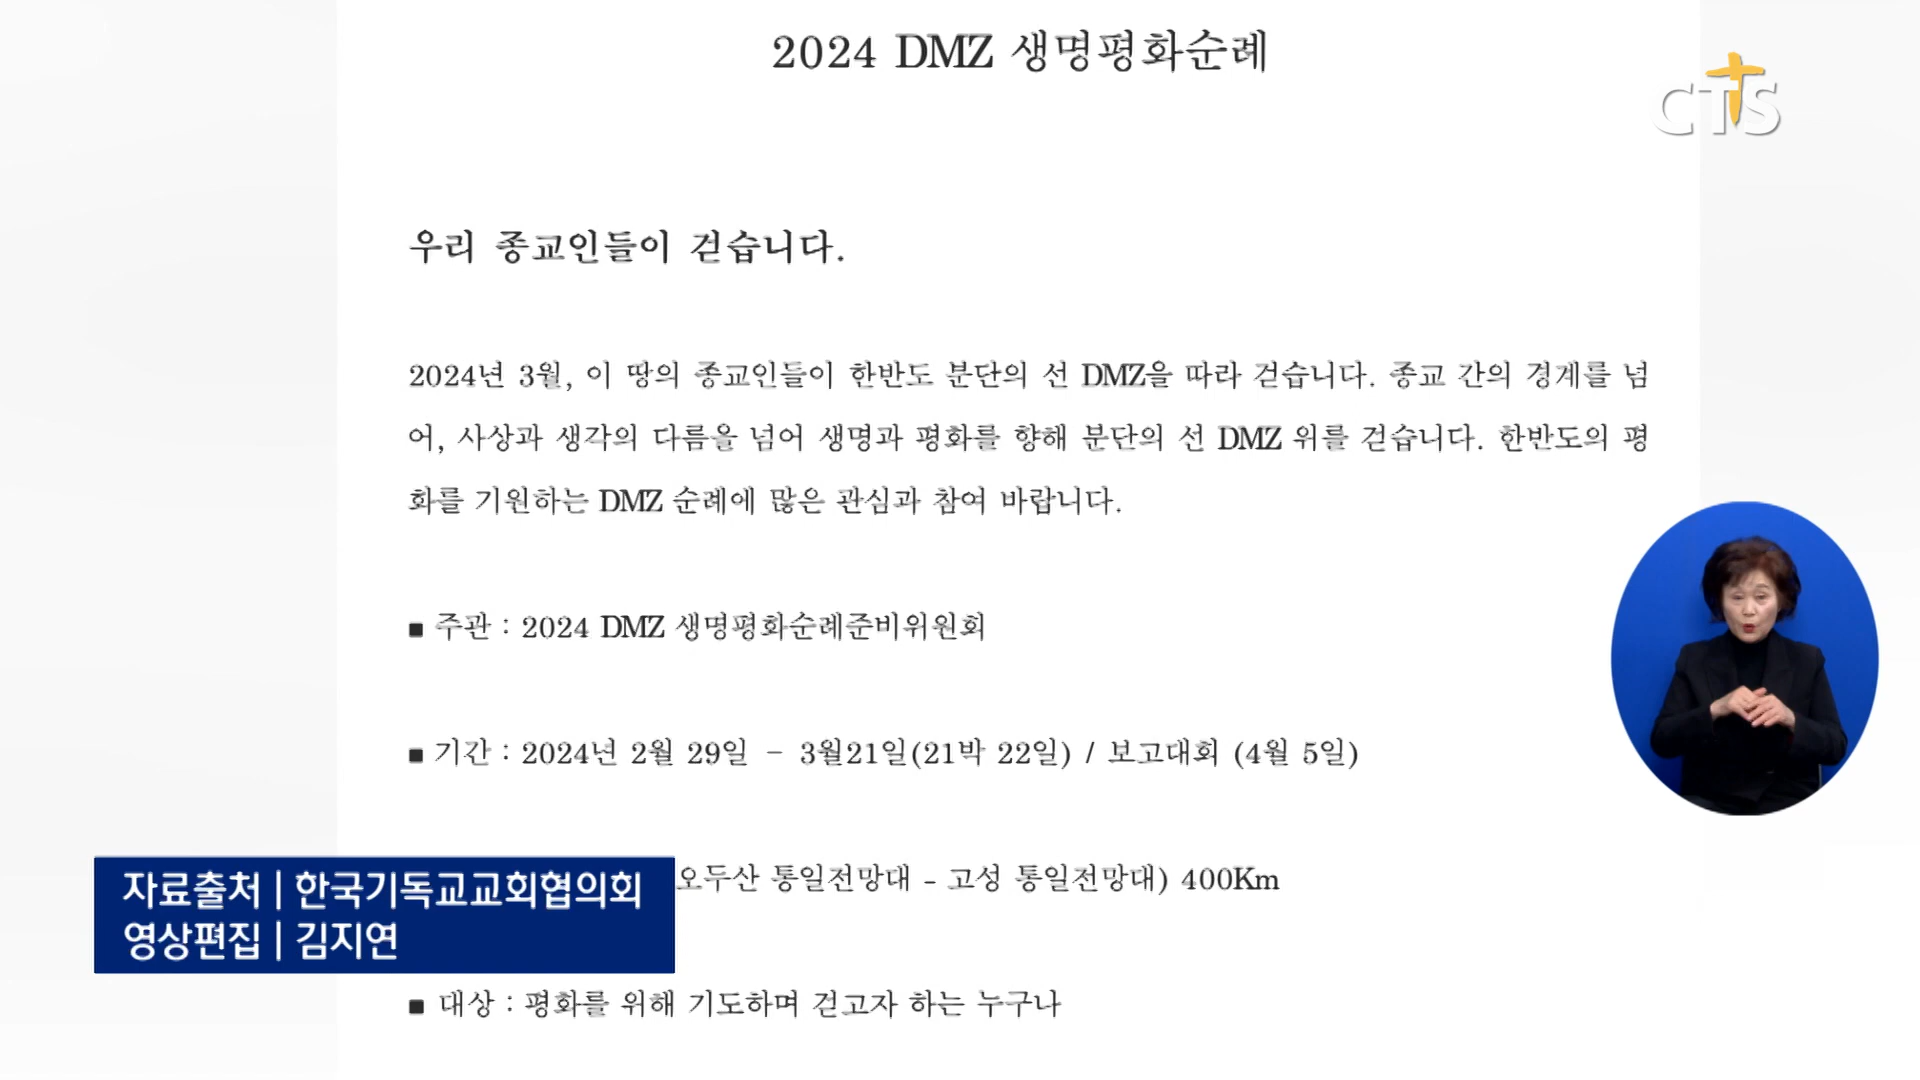 2024 DMZ 생명평화순례
CTS
우리 종교인들이 걷습니다.
2024년 3월, 이 땅의 종교인들이 한반도 분단의 선 DMZ을 따라 걷습니다. 종교 간의 경계를 넘
어, 사상과 생각의 다름을 넘어 생명과 평화를 향해 분단의 선 DMZ 위를 걷습니다. 한반도의 평
화를 기원하는 DMZ 순례에 많은 관심과 참여 바랍니다.
■ 주관 : 2024 DMZ 생명평화순례준비위원회
■ 기간 : 2024년 2월 29일 - 3월21일(21박 22일) / 보고대회 (4월 5일)
오두산 통일전망대 - 고성 통일전망대) 400Km
자료출처 | 한국기독교교회협의회
영상편집 | 김지연
■ 대상 : 평화를 위해 기도하며 걷고자 하는 누구나